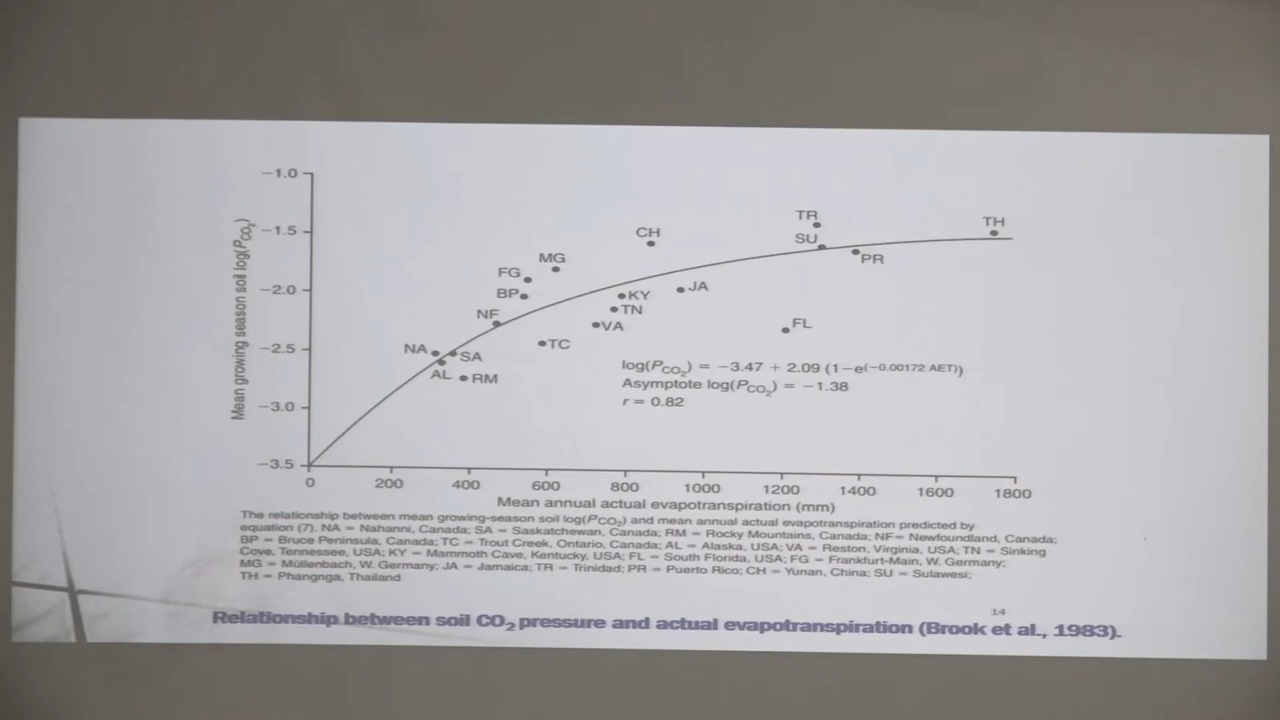 Mean growing season soil log(PCO₂)
−1.0
−1.5
−2.0
−2.5
−3.0
−3.5
0 200 400 600 800 1000 1200 1400 1600 1800
Mean annual actual evapotranspiration (mm)
TR
TH
CH
SU
MG
PR
FG
BP
KY
JA
NF
TN
VA
FL
TC
NA
SA
AL
RM
log(PCO₂) = −3.47 + 2.09 (1−e(−0.00172 AET))
Asymptote log(PCO₂) = −1.38
r = 0.82
The relationship between mean growing-season soil log(PCO₂) and mean annual actual evapotranspiration predicted by
equation (7). NA = Nahanni, Canada; SA = Saskatchewan, Canada; RM = Rocky Mountains, Canada; NF = Newfoundland, Canada;
BP = Bruce Peninsula, Canada; TC = Trout Creek, Ontario, Canada; AL = Alaska, USA; VA = Reston, Virginia, USA; TN = Sinking
Cove, Tennessee, USA; KY = Mammoth Cave, Kentucky, USA; FL = South Florida, USA; FG = Frankfurt-Main, W. Germany;
MG = Müllenbach, W. Germany; JA = Jamaica; TR = Trinidad; PR = Puerto Rico; CH = Yunan, China; SU = Sulawesi;
TH = Phangnga, Thailand
14
Relationship between soil CO₂ pressure and actual evapotranspiration (Brook et al., 1983).